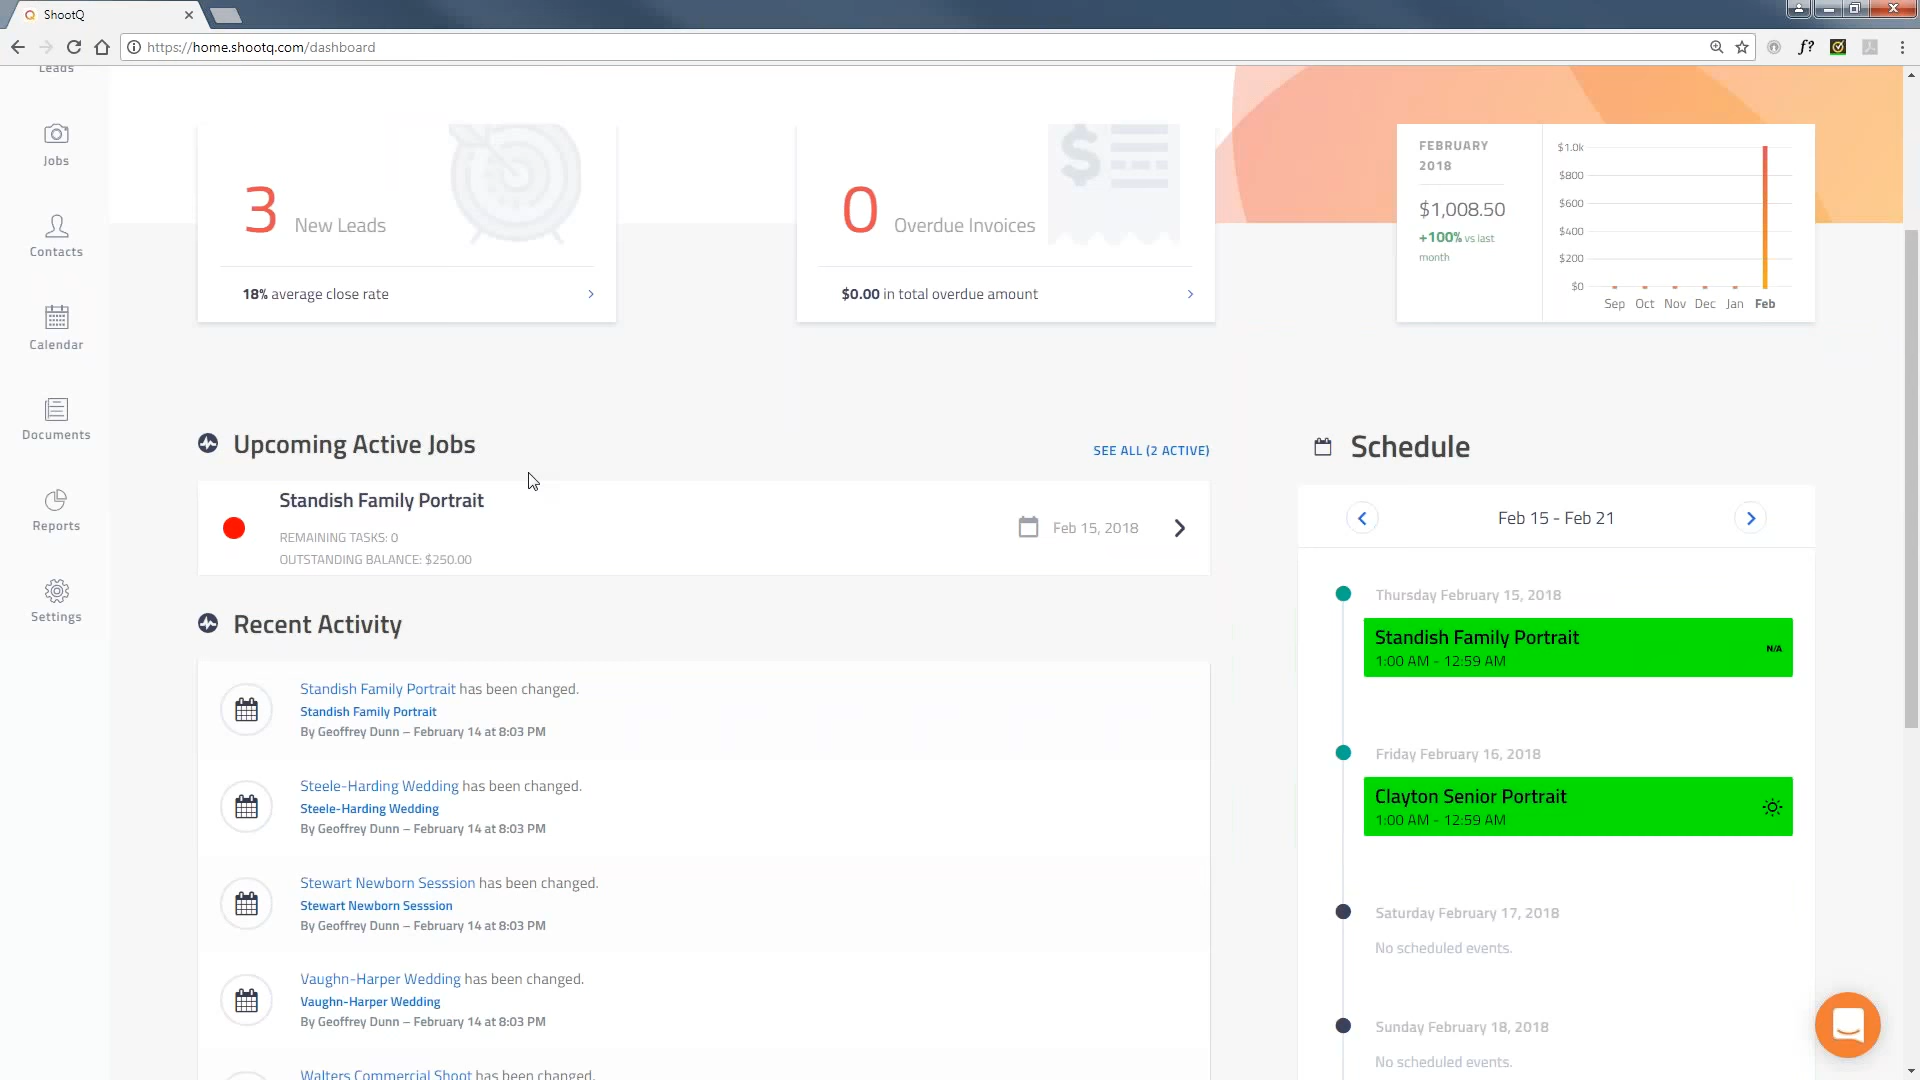 ShootQ
https://home.shootq.com/dashboard
f?
Leads
Jobs
Contacts
Calendar
Documents
Reports
Settings
3 New Leads
18% average close rate
0 Overdue Invoices
$0.00 in total overdue amount
FEBRUARY
2018
$1,008.50
+100% vs last
month
$1.0k
$800
$600
$400
$200
$0
Sep Oct Nov Dec Jan Feb
Upcoming Active Jobs
SEE ALL (2 ACTIVE)
Standish Family Portrait
REMAINING TASKS: 0
OUTSTANDING BALANCE: $250.00
Feb 15, 2018
Recent Activity
Standish Family Portrait has been changed.
Standish Family Portrait
By Geoffrey Dunn – February 14 at 8:03 PM
Steele-Harding Wedding has been changed.
Steele-Harding Wedding
By Geoffrey Dunn – February 14 at 8:03 PM
Stewart Newborn Sesssion has been changed.
Stewart Newborn Sesssion
By Geoffrey Dunn – February 14 at 8:03 PM
Vaughn-Harper Wedding has been changed.
Vaughn-Harper Wedding
By Geoffrey Dunn – February 14 at 8:03 PM
Walters Commercial Shoot has been changed.
Schedule
Feb 15 - Feb 21
Thursday February 15, 2018
Standish Family Portrait
1:00 AM - 12:59 AM
N/A
Friday February 16, 2018
Clayton Senior Portrait
1:00 AM - 12:59 AM
Saturday February 17, 2018
No scheduled events.
Sunday February 18, 2018
No scheduled events.